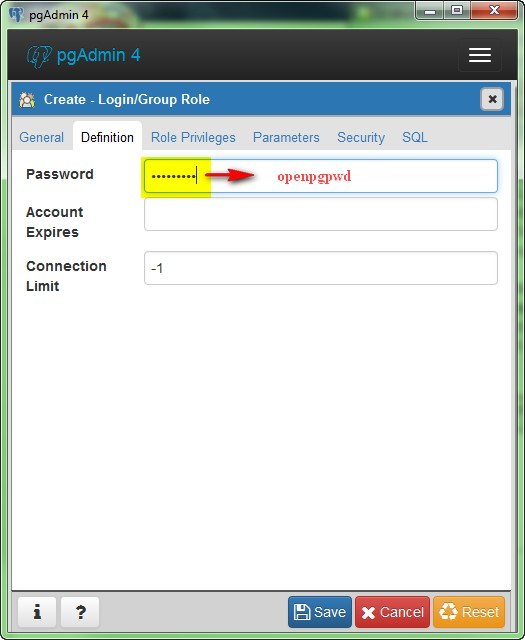 pgAdmin 4
pgAdmin 4
Create - Login/Group Role
General Definition Role Privileges Parameters Security SQL
Password ••••••••• openpgpwd
Account
Expires
Connection
Limit
-1
i ? Save Cancel Reset